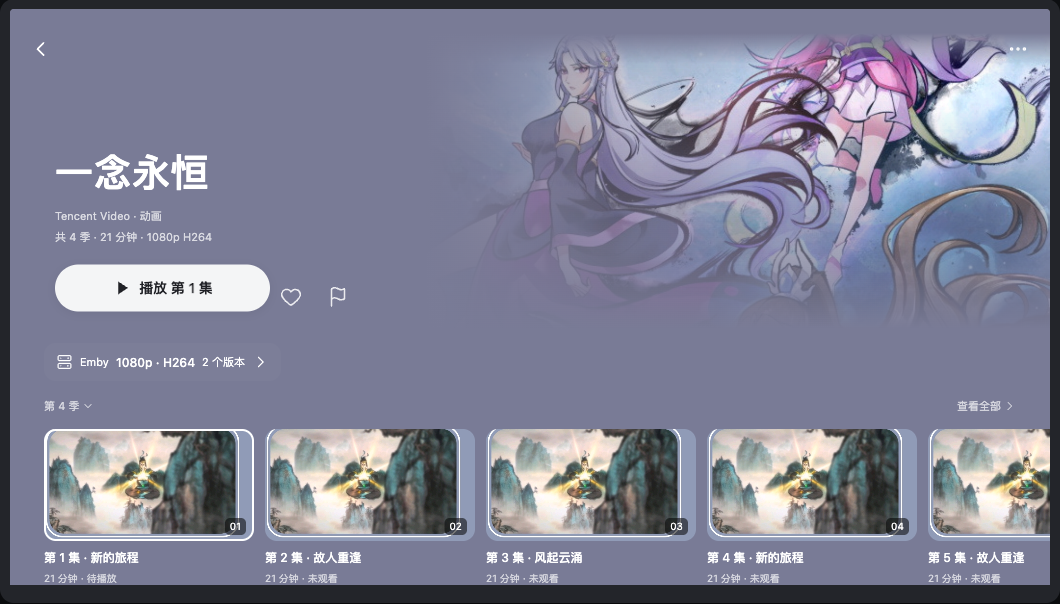 一念永恒
Tencent Video · 动画
共 4 季 · 21 分钟 · 1080p H264
播放 第 1 集
Emby 1080p · H264 2 个版本
第 4 季
查看全部
01
02
03
04
第 1 集 · 新的旅程
第 2 集 · 故人重逢
第 3 集 · 风起云涌
第 4 集 · 新的旅程
第 5 集 · 故人重逢
21 分钟 · 待播放
21 分钟 · 未观看
21 分钟 · 未观看
21 分钟 · 未观看
21 分钟 · 未观看